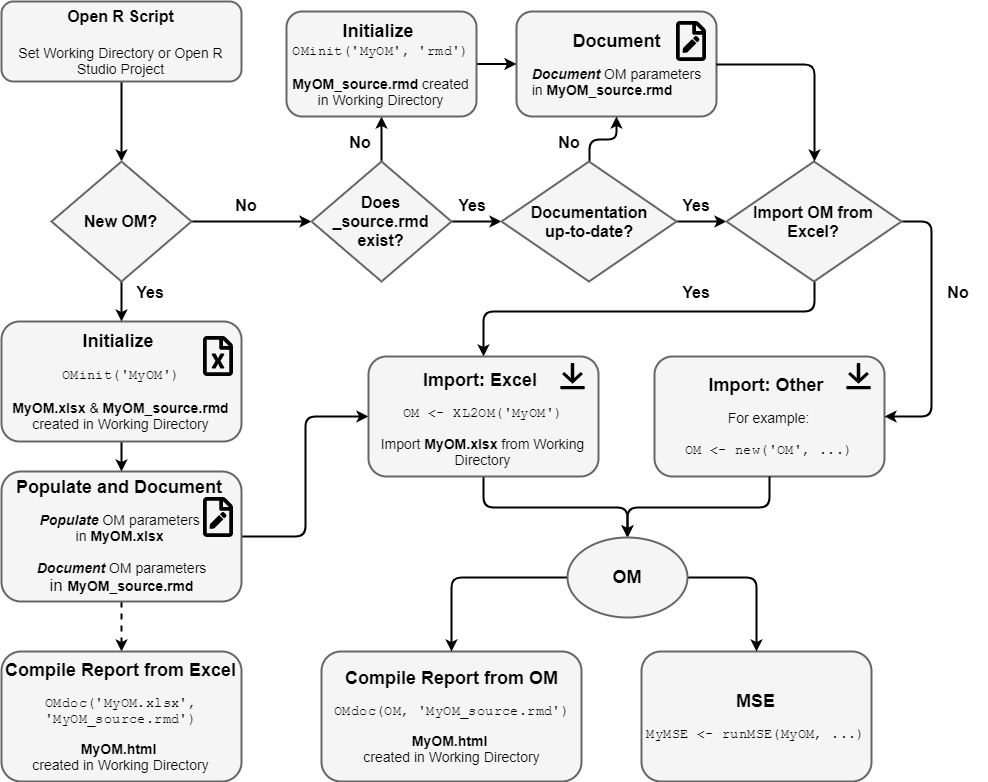 Open R Script
Set Working Directory or Open R
Studio Project
Initialize
OMinit('MyOM', 'rmd')
MyOM_source.rmd created
in Working Directory
Document
Document OM parameters
in MyOM_source.rmd
No
No
New OM?
No
Does
_source.rmd
exist?
Yes
Documentation
up-to-date?
Yes
Import OM from
Excel?
Yes
Yes
No
Initialize
X
OMinit('MyOM')
MyOM.xlsx & MyOM_source.rmd
created in Working Directory
Import: Excel
OM <- XL2OM('MyOM')
Import MyOM.xlsx from Working
Directory
Import: Other
For example:
OM <- new('OM', ...)
Populate and Document
Populate OM parameters
in MyOM.xlsx
Document OM parameters
in MyOM_source.rmd
OM
Compile Report from Excel
OMdoc('MyOM.xlsx',
'MyOM_source.rmd')
MyOM.html
created in Working Directory
Compile Report from OM
OMdoc(OM, 'MyOM_source.rmd')
MyOM.html
created in Working Directory
MSE
MyMSE <- runMSE(MyOM, ...)